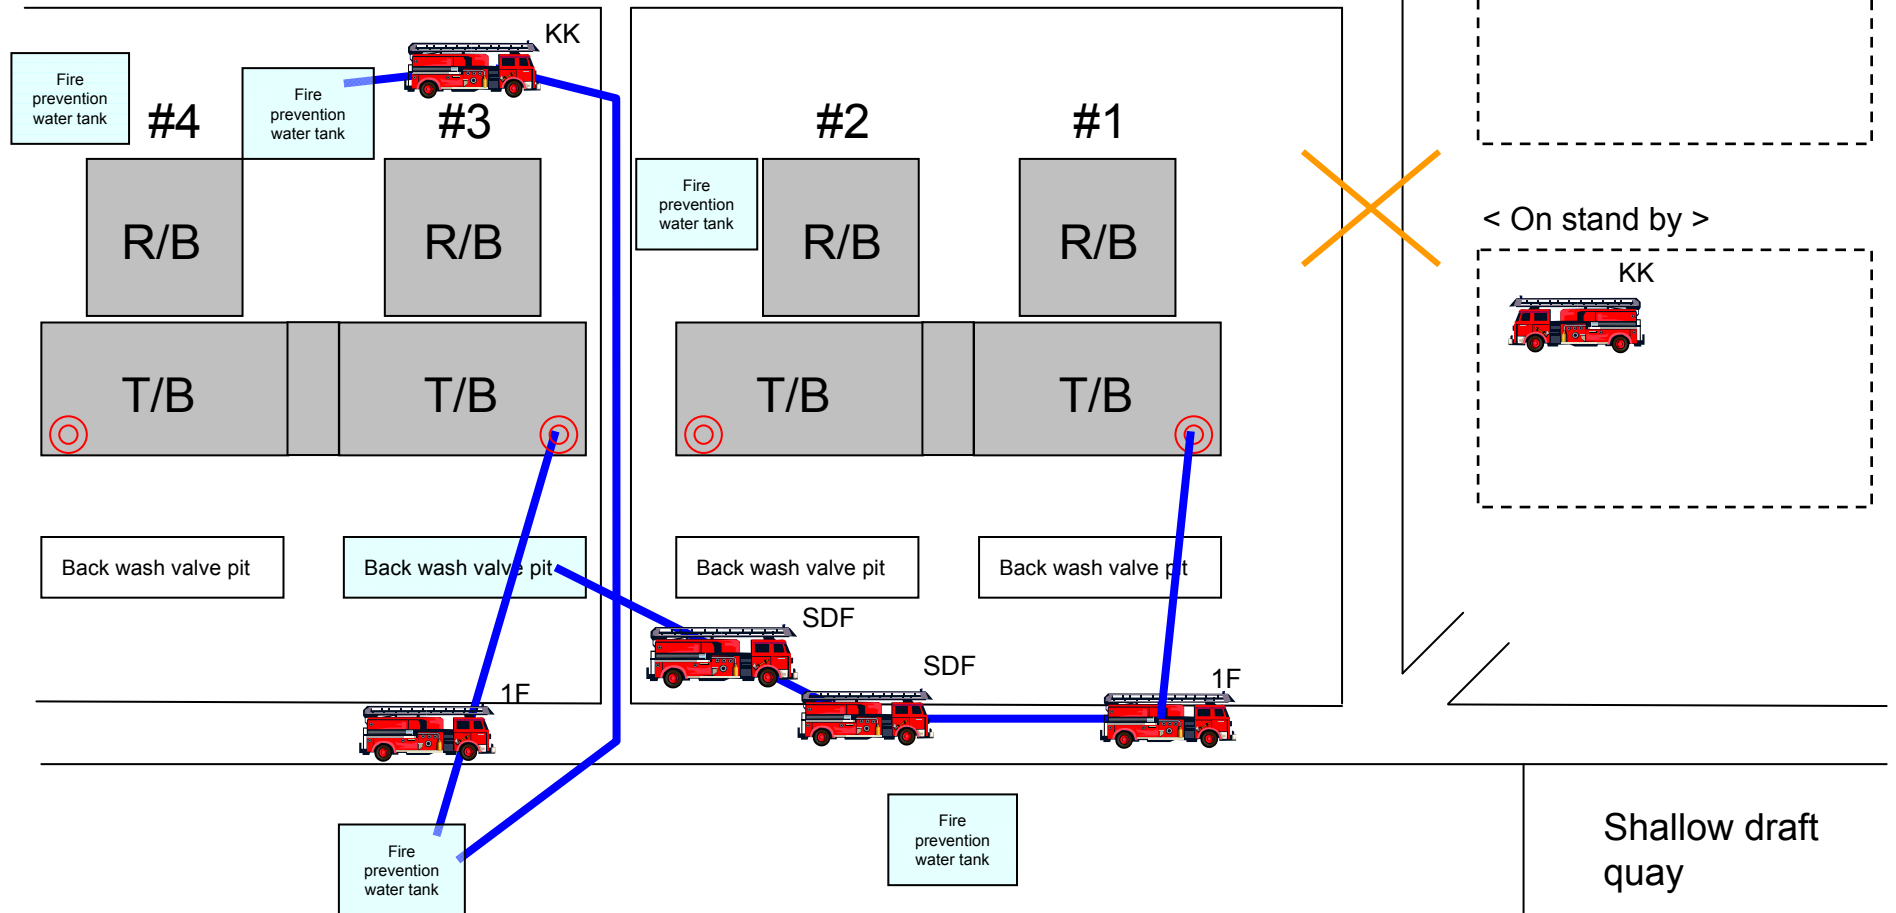 KK
Fire
prevention
water tank
#4
Fire
prevention
water tank
#3
#2
#1
Fire
prevention
water tank
R/B
R/B
R/B
R/B
< On stand by >
KK
T/B
T/B
T/B
T/B
Back wash valve pit
Back wash valve pit
Back wash valve pit
Back wash valve pit
SDF
SDF
1F
1F
Fire
prevention
water tank
Fire
prevention
water tank
Shallow draft
quay